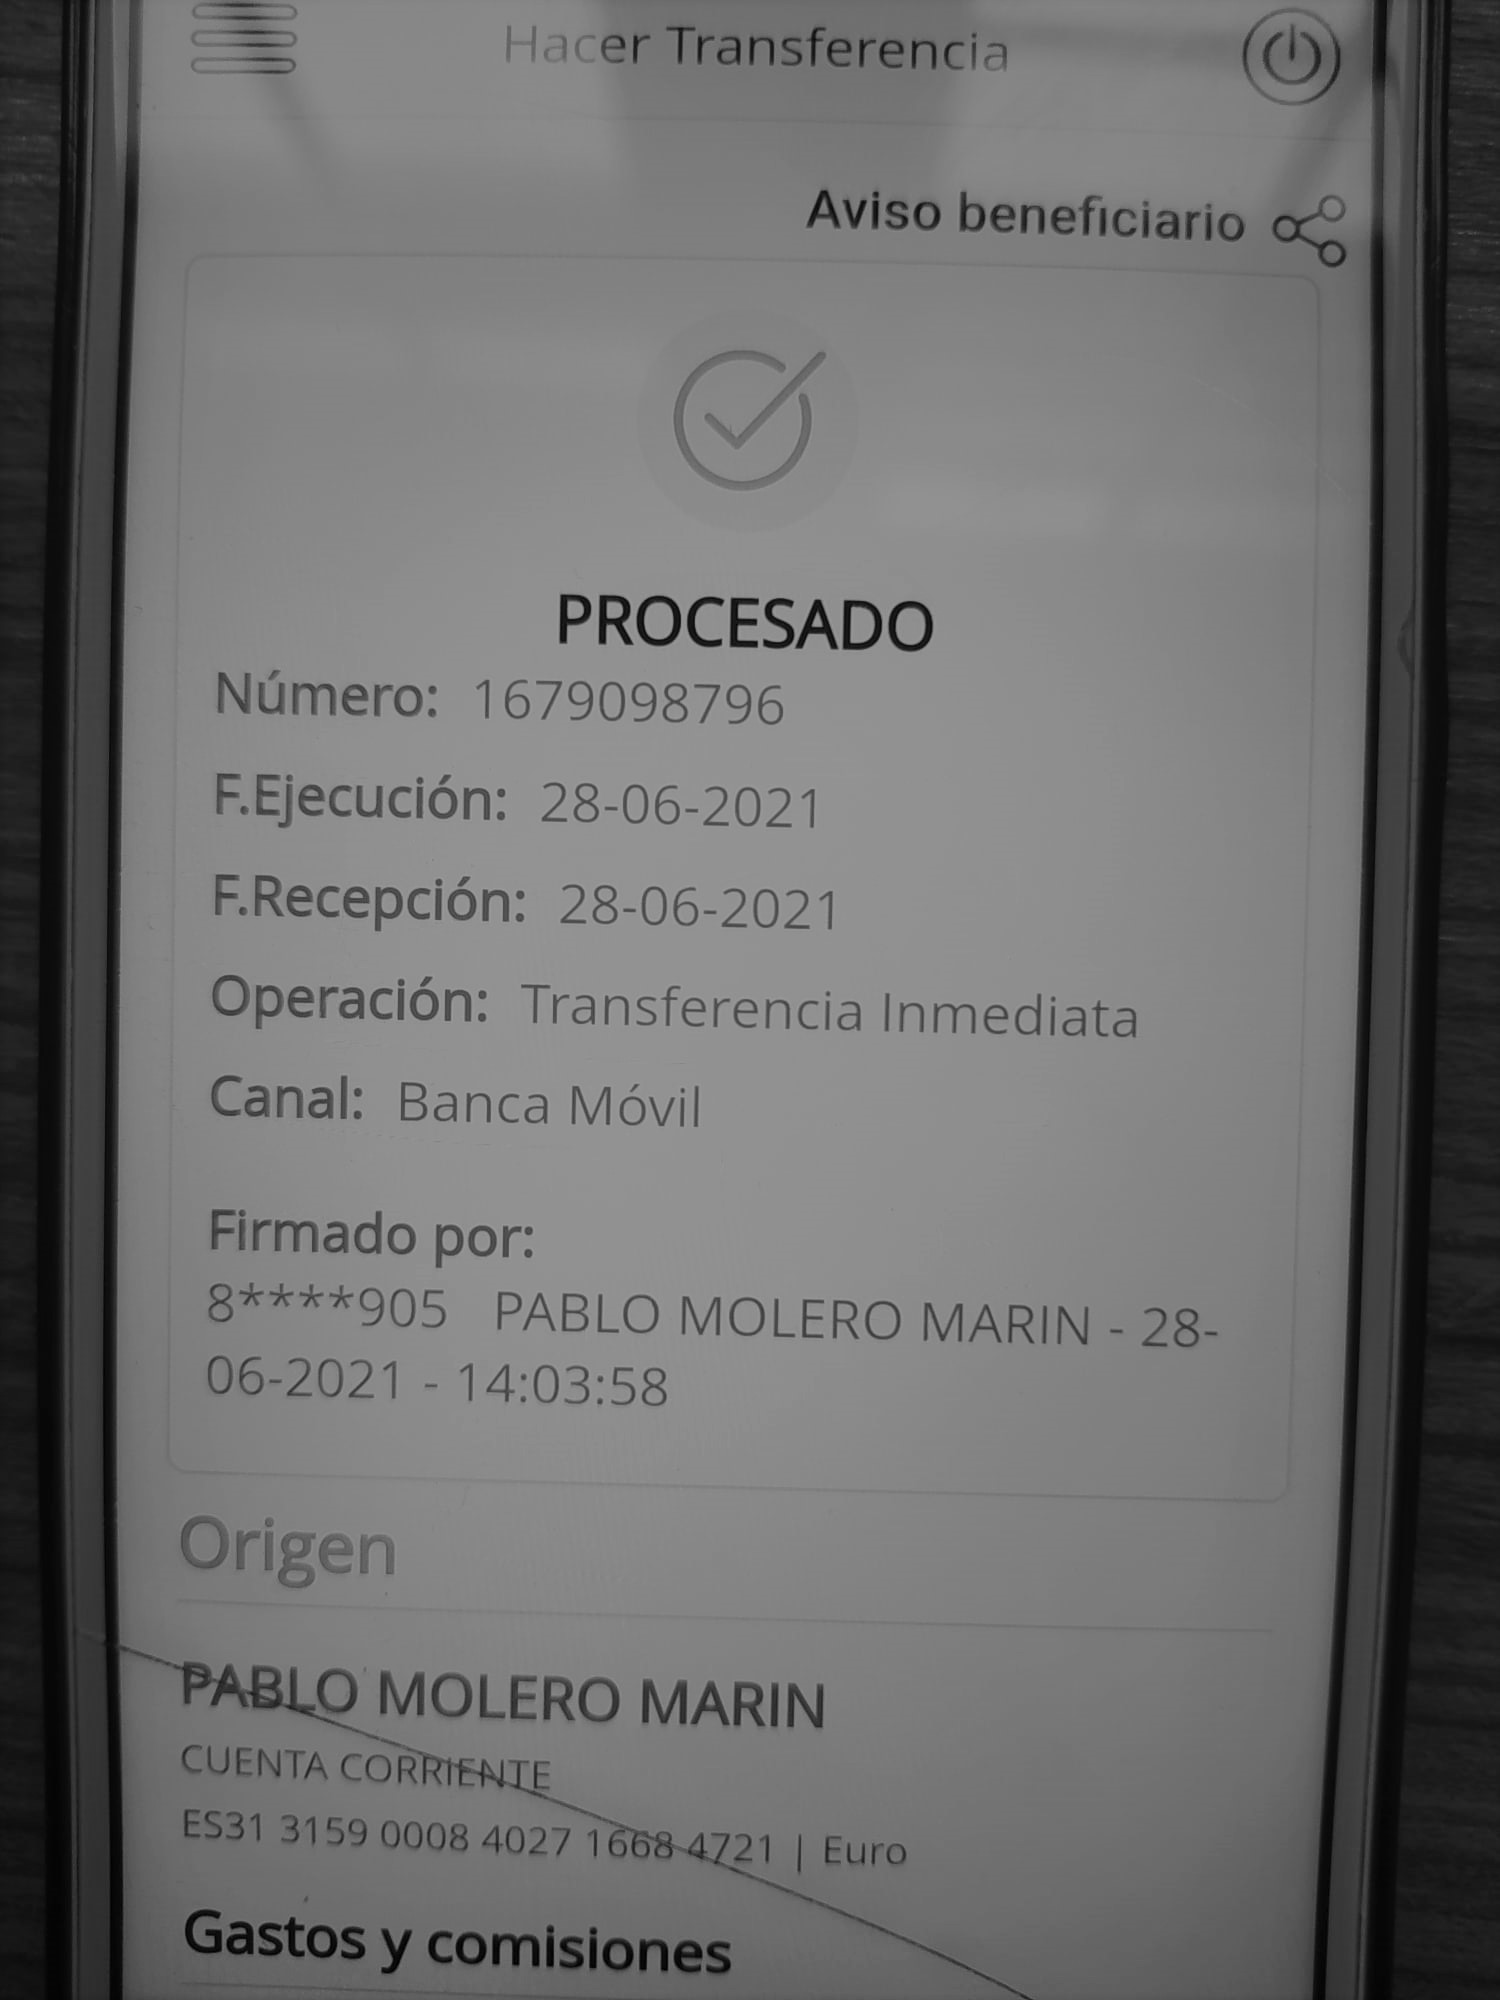 Hacer Transferencia
Aviso beneficiario
PROCESADO
Número: 1679098796
F.Ejecución: 28-06-2021
F.Recepción: 28-06-2021
Operación: Transferencia Inmediata
Canal: Banca Móvil
Firmado por:
8****905 PABLO MOLERO MARIN - 28-
06-2021 - 14:03:58
Origen
PABLO MOLERO MARIN
CUENTA CORRIENTE
ES31 3159 0008 4027 1668 4721 | Euro
Gastos y comisiones